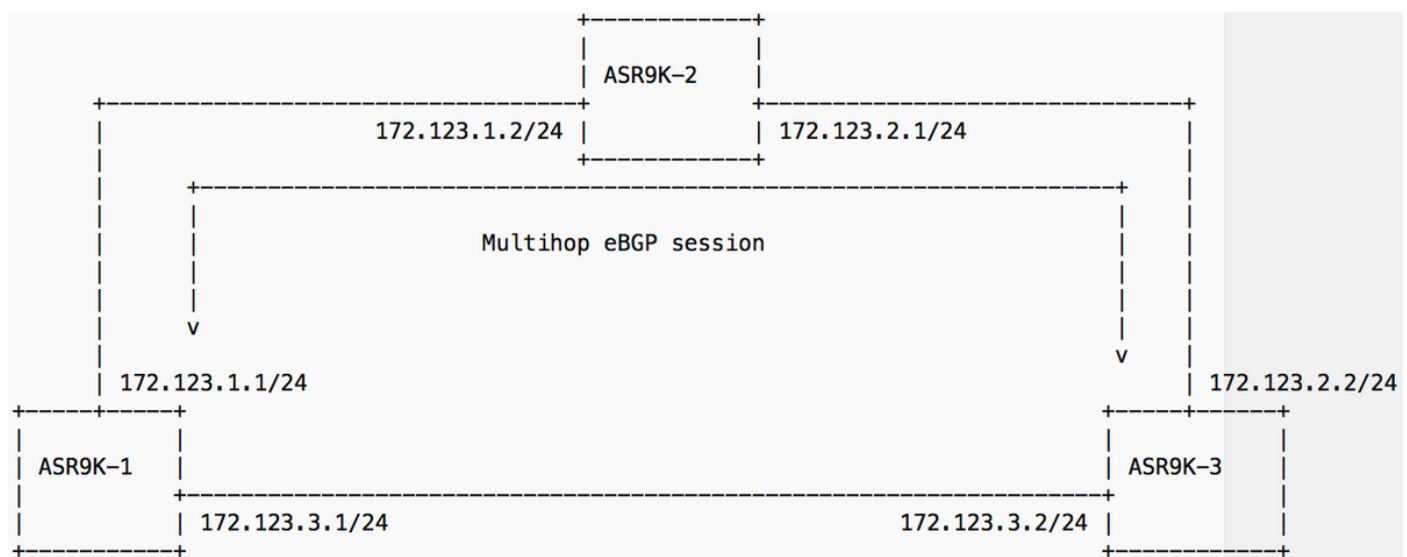 ASR9K-2
172.123.1.2/24 172.123.2.1/24
Multihop eBGP session
172.123.1.1/24 172.123.2.2/24
ASR9K-1 ASR9K-3
172.123.3.1/24 172.123.3.2/24